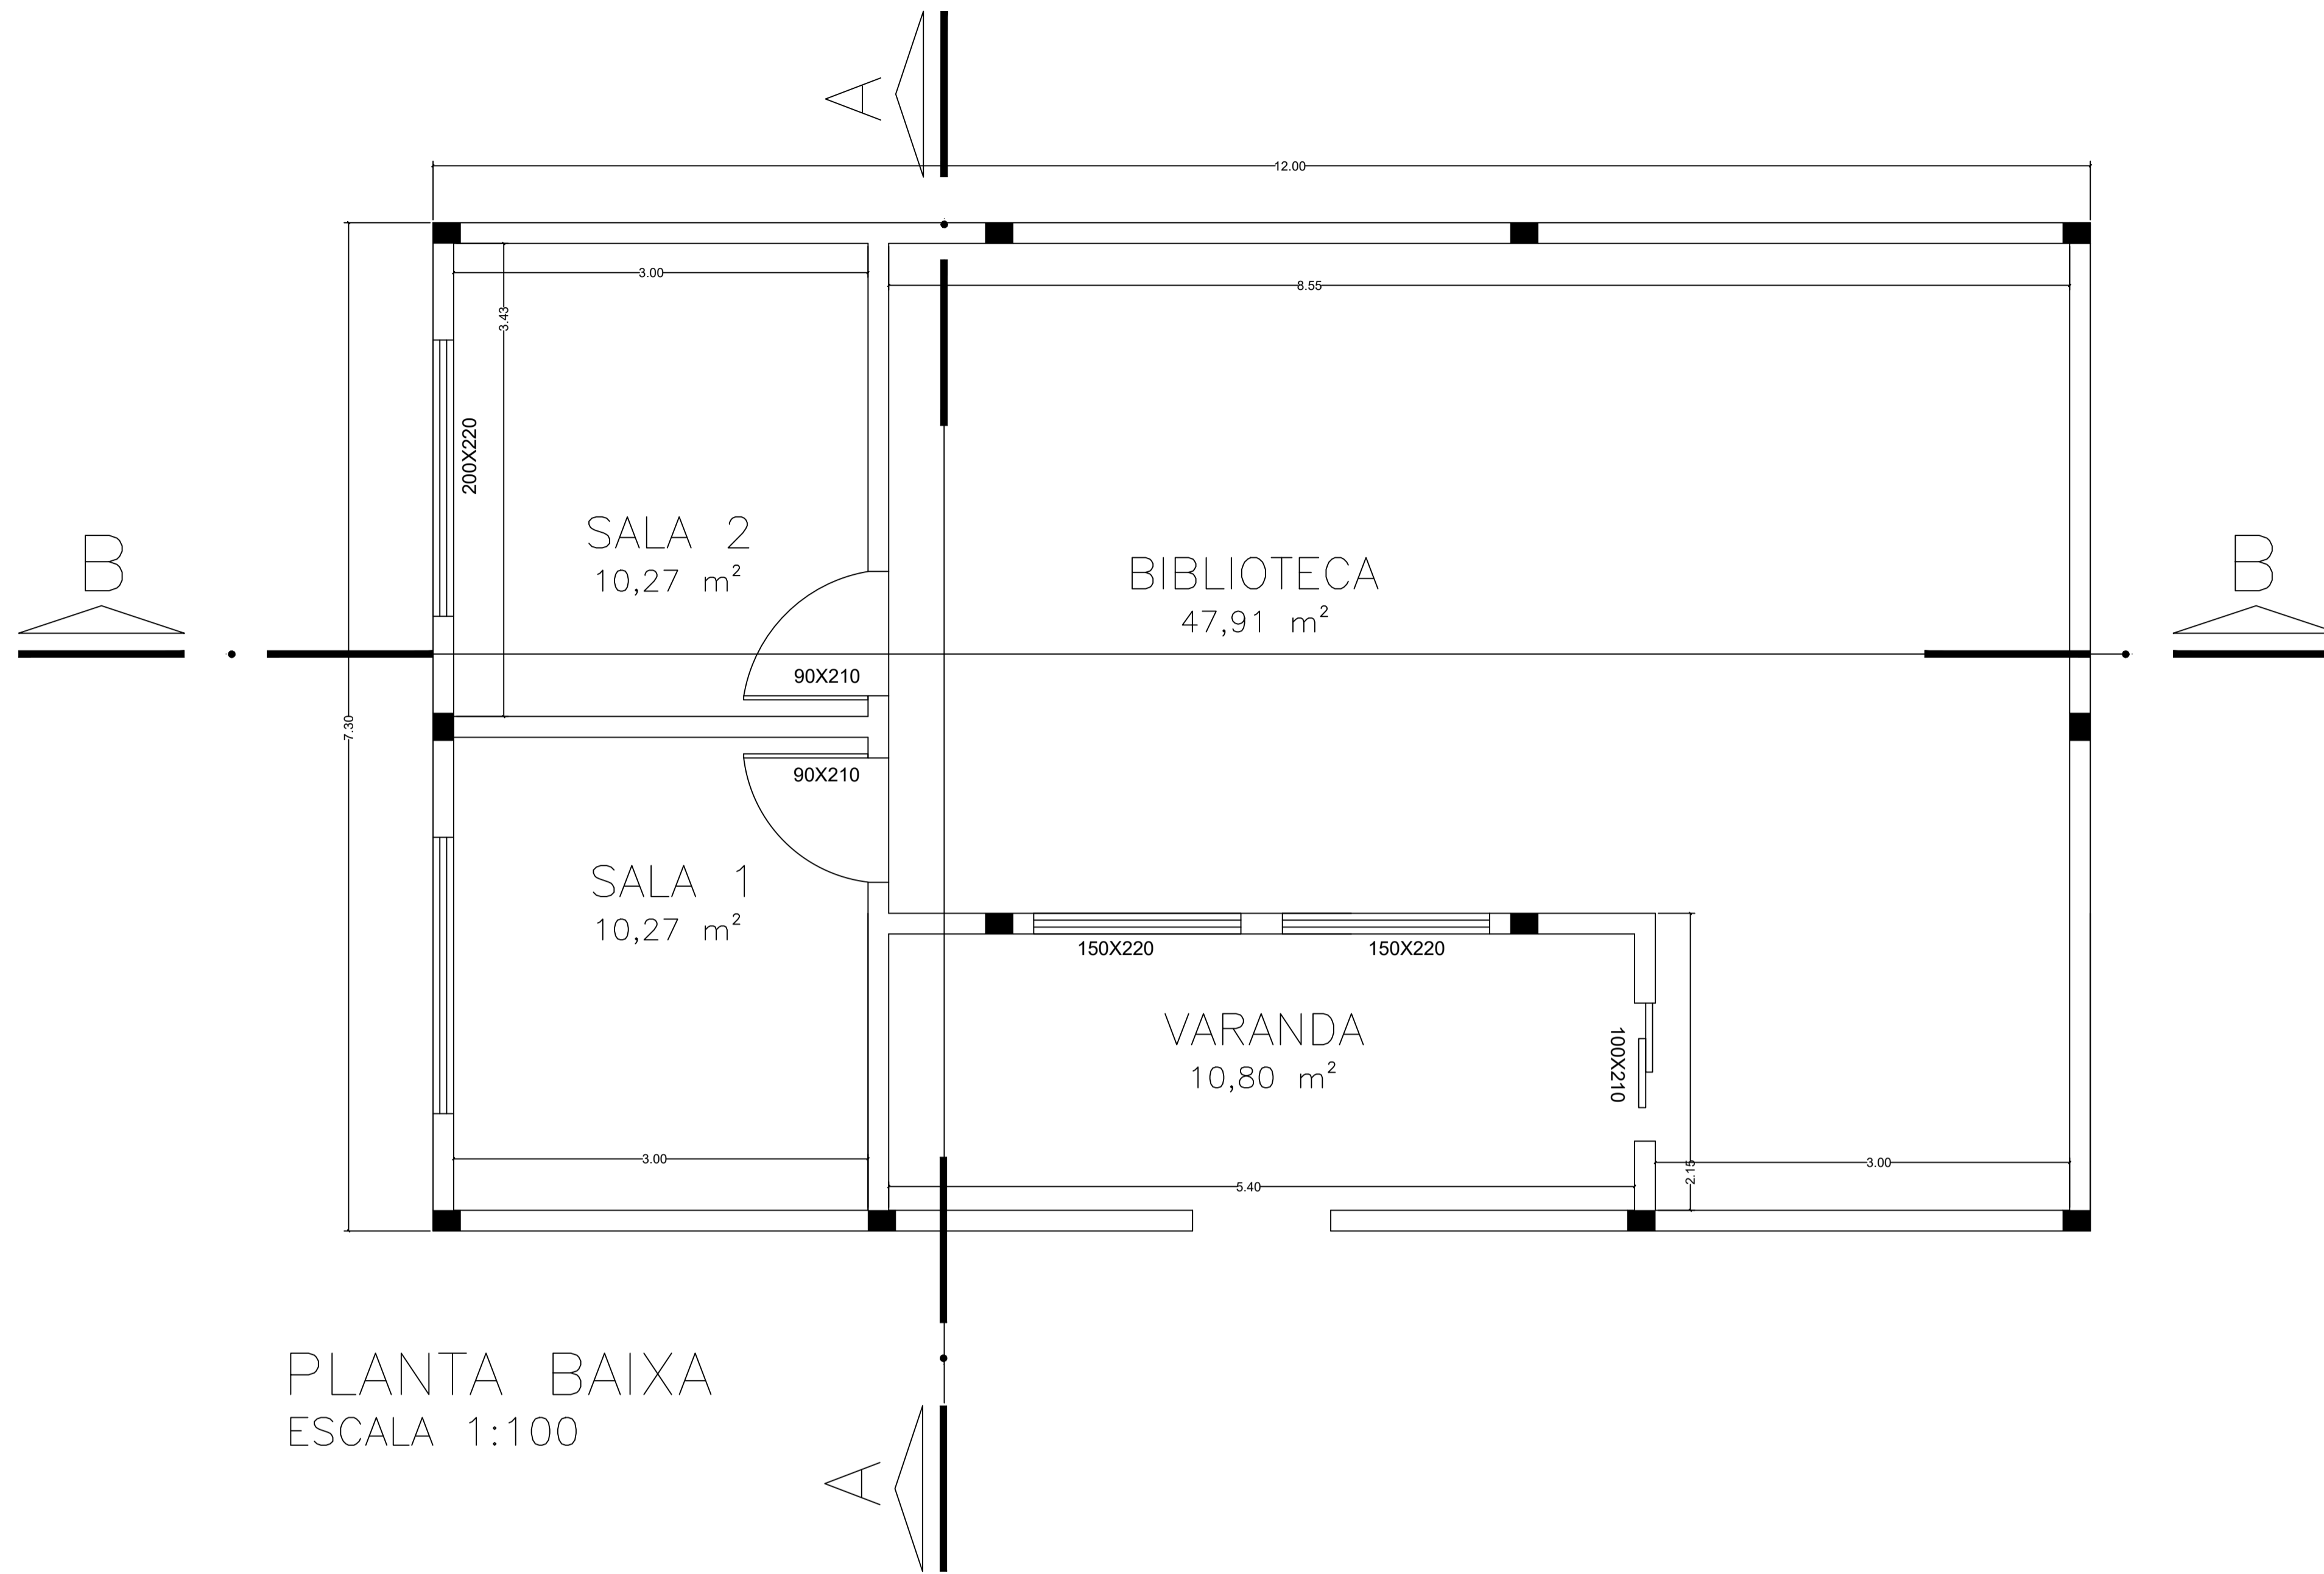 A
12.00
3.00
8.55
3.43
200X220
SALA 2
10,27 m²
B
B
BIBLIOTECA
47,91 m²
90X210
7.30
90X210
SALA 1
10,27 m²
150X220
150X220
VARANDA
10,80 m²
100X210
3.00
2.15
3.00
5.40
PLANTA BAIXA
ESCALA 1:100
A